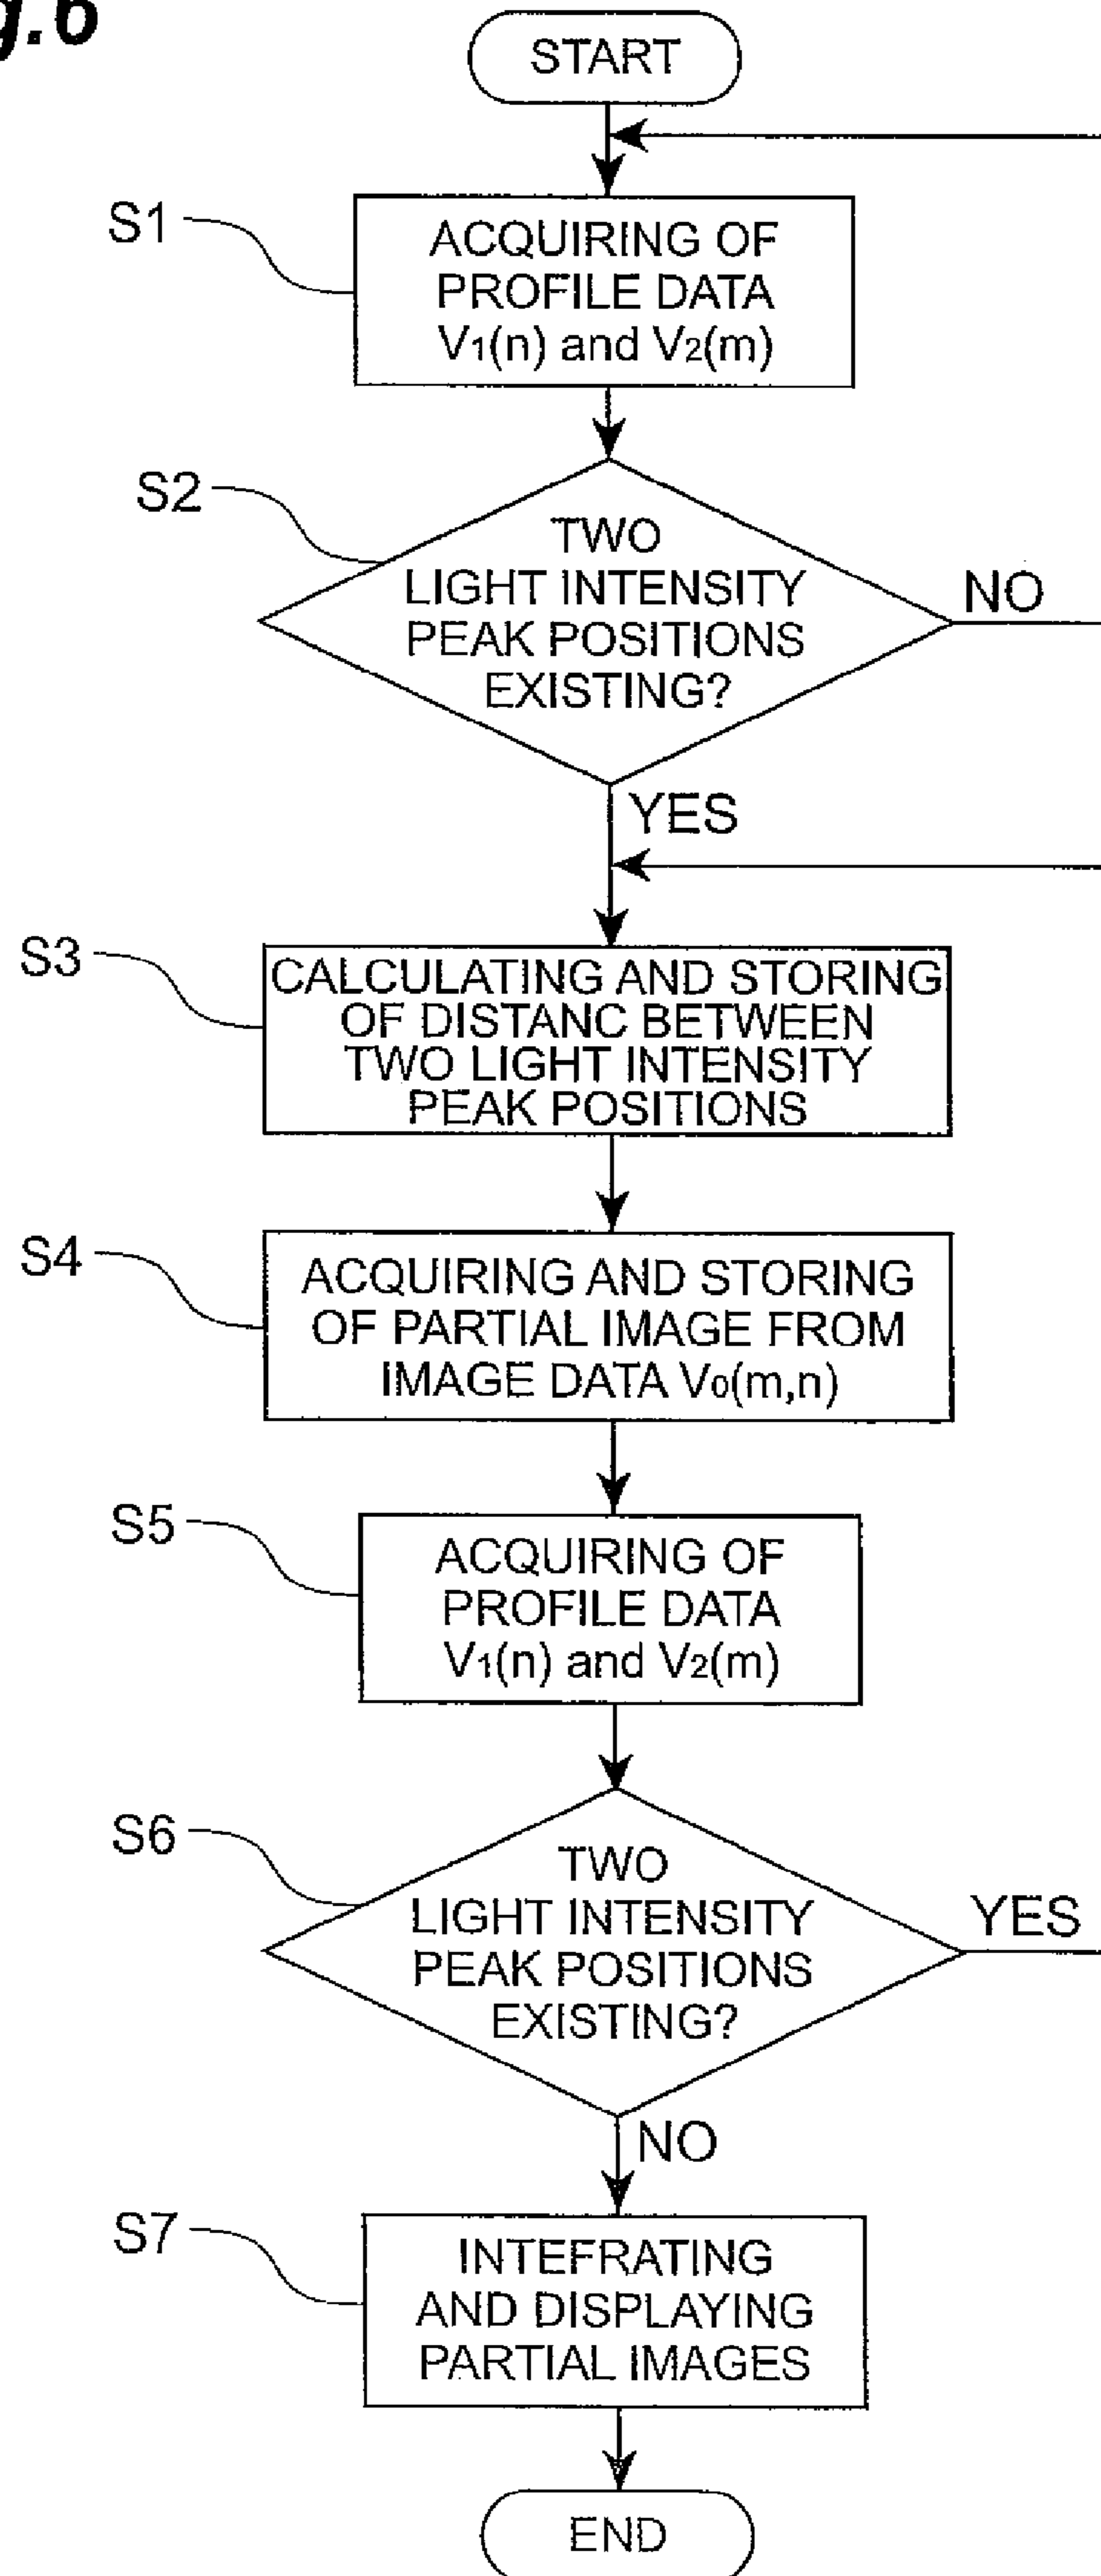 g.6
START
S1
ACQUIRING OF
PROFILE DATA
V₁(n) and V₂(m)
S2
TWO
LIGHT INTENSITY
PEAK POSITIONS
EXISTING?
NO
YES
S3
CALCULATING AND STORING
OF DISTANC BETWEEN
TWO LIGHT INTENSITY
PEAK POSITIONS
S4
ACQUIRING AND STORING
OF PARTIAL IMAGE FROM
IMAGE DATA V₀(m,n)
S5
ACQUIRING OF
PROFILE DATA
V₁(n) and V₂(m)
S6
TWO
LIGHT INTENSITY
PEAK POSITIONS
EXISTING?
YES
NO
S7
INTEFRATING
AND DISPLAYING
PARTIAL IMAGES
END